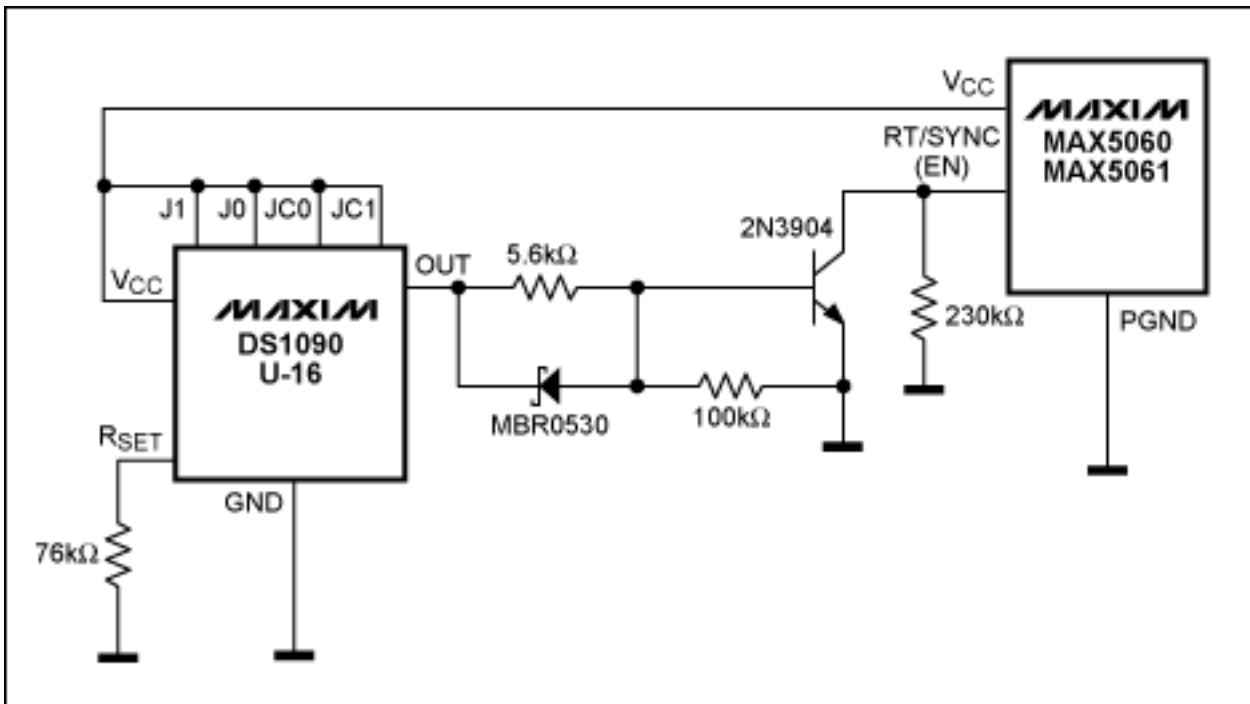 VCC
MAXIM
RT/SYNC
(EN)
MAX5060
MAX5061
J1 J0 JC0 JC1
2N3904
5.6kΩ
OUT
VCC
MAXIM
DS1090
U-16
230kΩ
PGND
MBR0530
100kΩ
RSET
GND
76kΩ